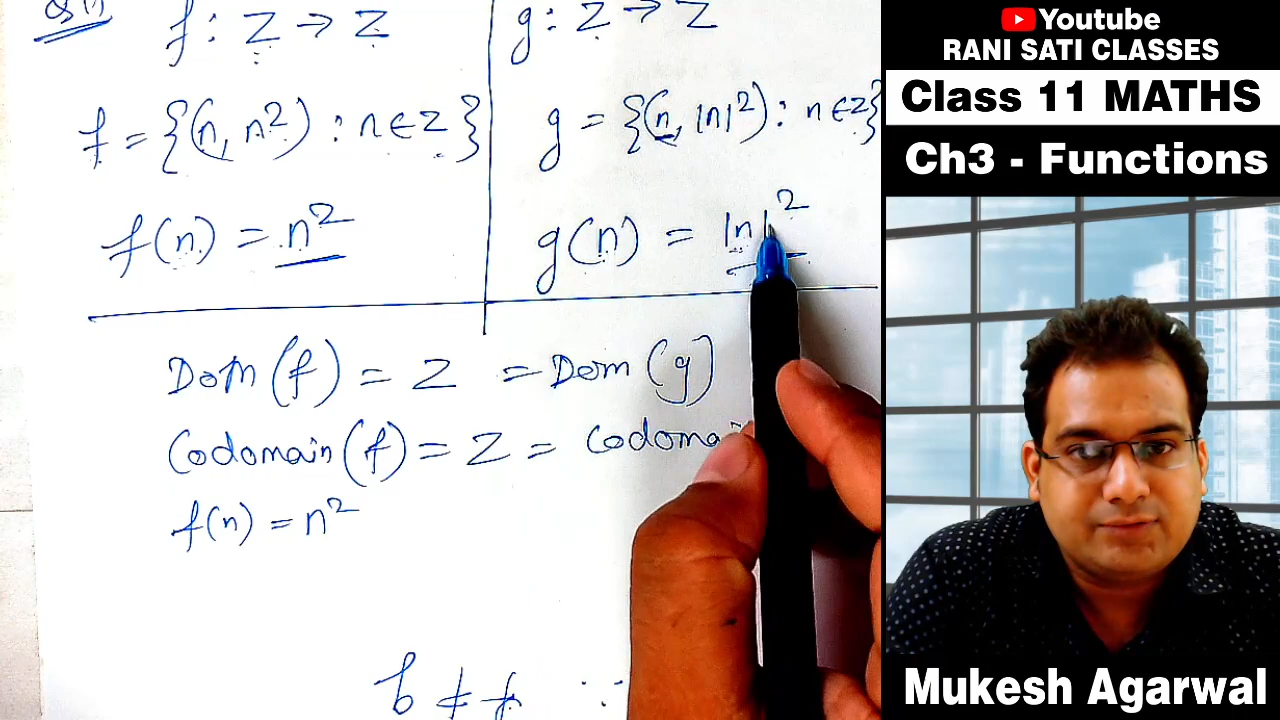 f : Z → Z
g : Z → Z
f = {(n, n²) : n ∈ Z}
g = {(n, |n|²) : n ∈ Z}
f(n) = n²
g(n) = |n|²
Dom (f) = Z = Dom (g)
Codomain (f) = Z = Codomai
f(n) = n²
Youtube
RANI SATI CLASSES
Class 11 MATHS
Ch3 - Functions
Mukesh Agarwal